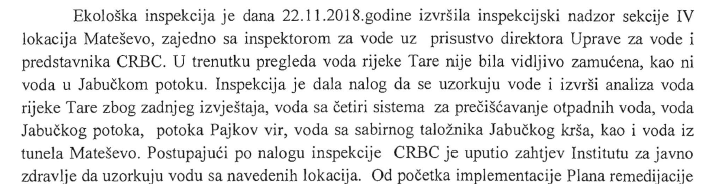 Ekološka inspekcija je dana 22.11.2018.godine izvršila inspekcijski nadzor sekcije IV
lokacija Mateševo, zajedno sa inspektorom za vode uz prisustvo direktora Uprave za vode i
predstavnika CRBC. U trenutku pregleda voda rijeke Tare nije bila vidljivo zamućena, kao ni
voda u Jabučkom potoku. Inspekcija je dala nalog da se uzorkuju vode i izvrši analiza voda
rijeke Tare zbog zadnjeg izvještaja, voda sa četiri sistema za prečišćavanje otpadnih voda, voda
Jabučkog potoka, potoka Pajkov vir, voda sa sabirnog taložnika Jabučkog krša, kao i voda iz
tunela Mateševo. Postupajući po nalogu inspekcije CRBC je uputio zahtjev Institutu za javno
zdravlje da uzorkuju vodu sa navedenih lokacija. Od početka implementacije Plana remedijacije